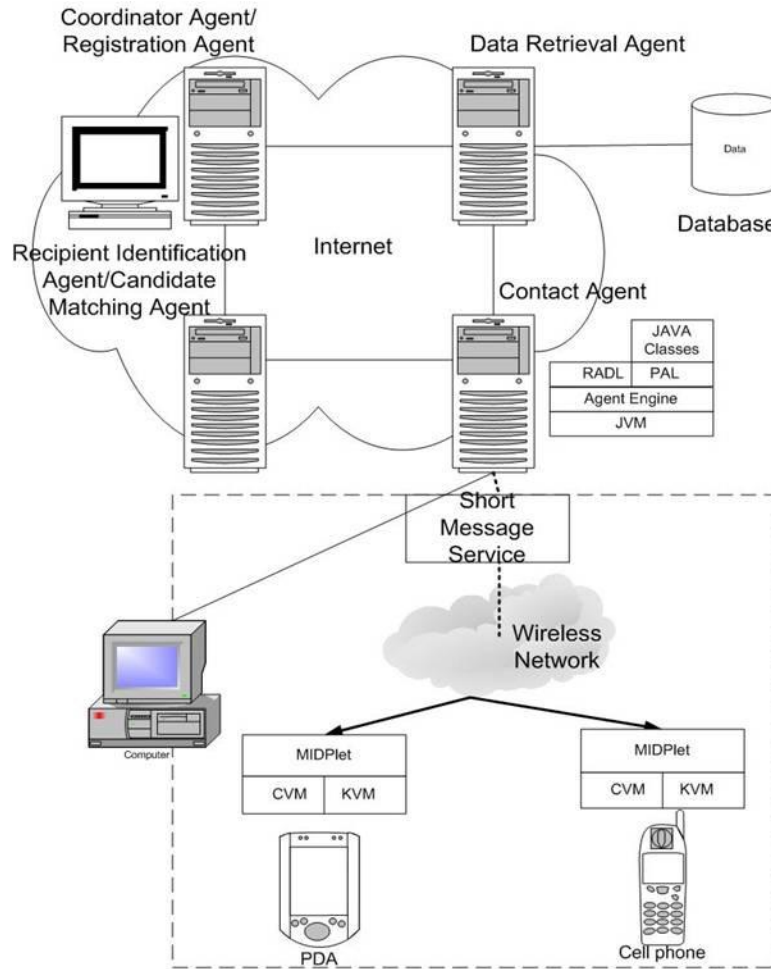 Coordinator Agent/
Registration Agent
Data Retrieval Agent
Data
Database
Recipient Identification
Agent/Candidate
Matching Agent
Internet
Contact Agent
JAVA
Classes
RADL
PAL
Agent Engine
JVM
Short
Message
Service
Wireless
Network
Computer
MIDPlet
CVM
KVM
MIDPlet
CVM
KVM
PDA
Cell phone